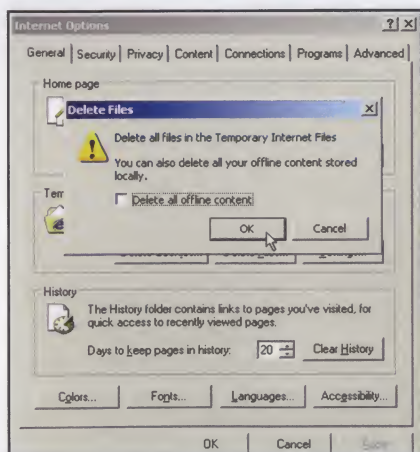 Internet Options
General Security Privacy Content Connections Programs Advanced
Home page
Delete Files
Delete all files in the Temporary Internet Files
You can also delete all your offline content stored
locally.
Delete all offline content
OK Cancel
Tem
History
The History folder contains links to pages you've visited, for
quick access to recently viewed pages.
Days to keep pages in history: 20 Clear History
Colors... Fonts... Languages... Accessibility...
OK Cancel